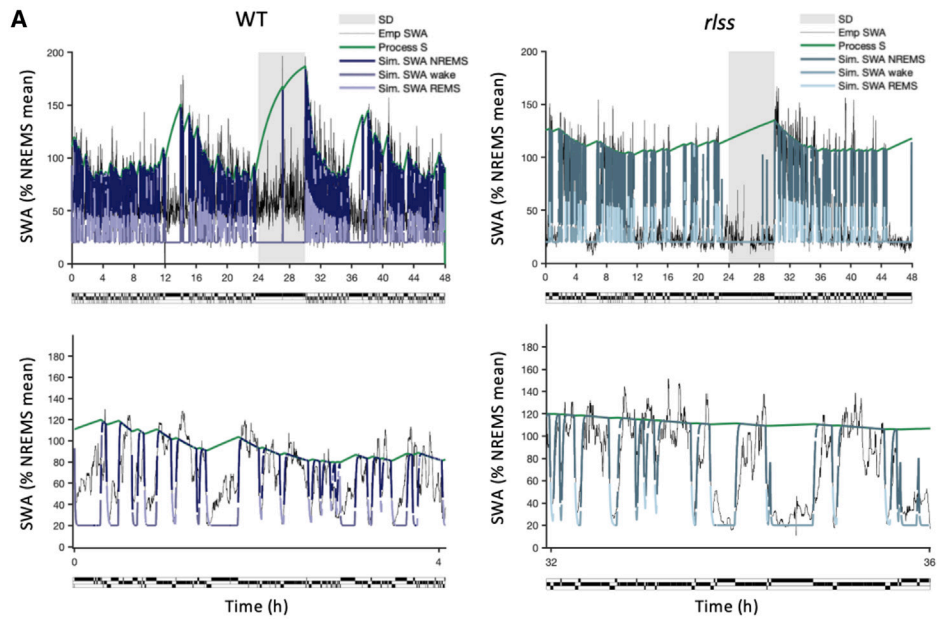 A
WT
SD
Emp SWA
Process S
Sim. SWA NREMS
Sim. SWA wake
Sim. SWA REMS
SWA (% NREMS mean)
200
150
100
50
0
0 4 8 12 16 20 24 28 32 36 40 44 48
rlss
SD
Emp SWA
Process S
Sim. SWA NREMS
Sim. SWA wake
Sim. SWA REMS
SWA (% NREMS mean)
200
150
100
50
0
0 4 8 12 16 20 24 28 32 36 40 44 48
SWA (% NREMS mean)
180
160
140
120
100
80
60
40
20
0
0 4
Time (h)
SWA (% NREMS mean)
180
160
140
120
100
80
60
40
20
0
32 36
Time (h)